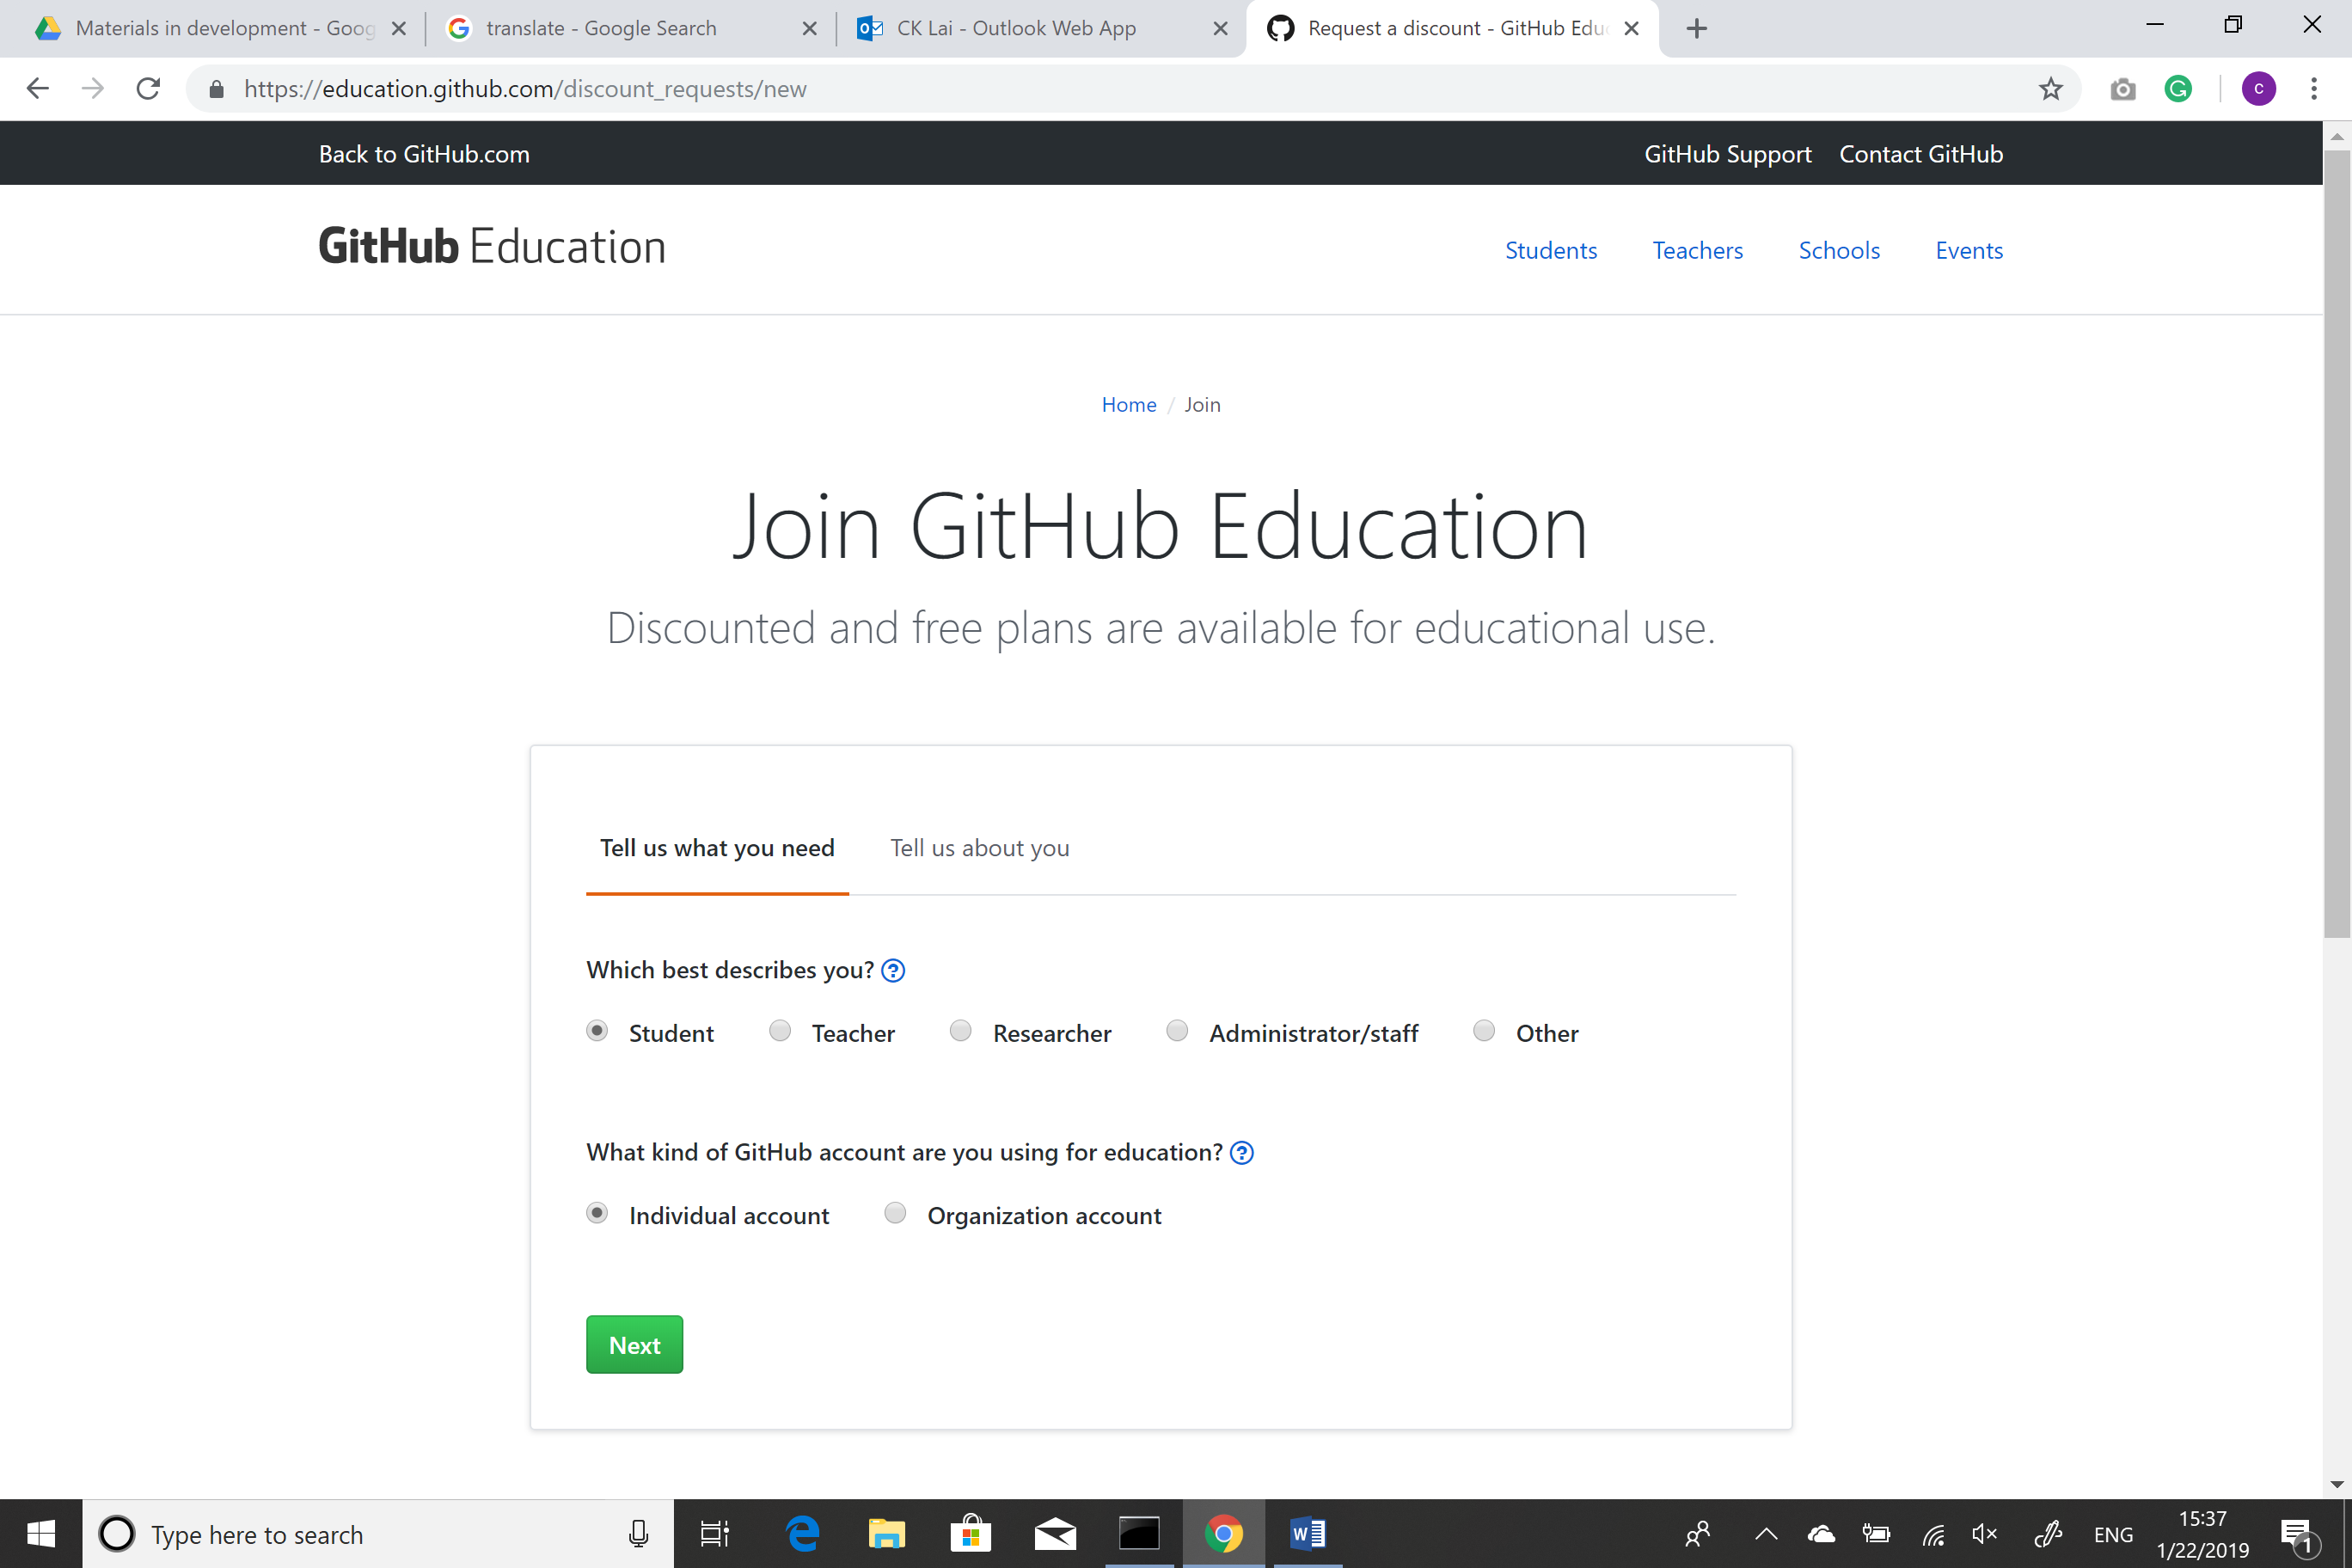 Materials in development - Goog
translate - Google Search
CK Lai - Outlook Web App
Request a discount - GitHub Educ
https://education.github.com/discount_requests/new
C
Back to GitHub.com
GitHub Support
Contact GitHub
GitHub Education
Students
Teachers
Schools
Events
Home / Join
Join GitHub Education
Discounted and free plans are available for educational use.
Tell us what you need
Tell us about you
Which best describes you?
Student
Teacher
Researcher
Administrator/staff
Other
What kind of GitHub account are you using for education?
Individual account
Organization account
Next
Type here to search
ENG
15:37
1/22/2019
1